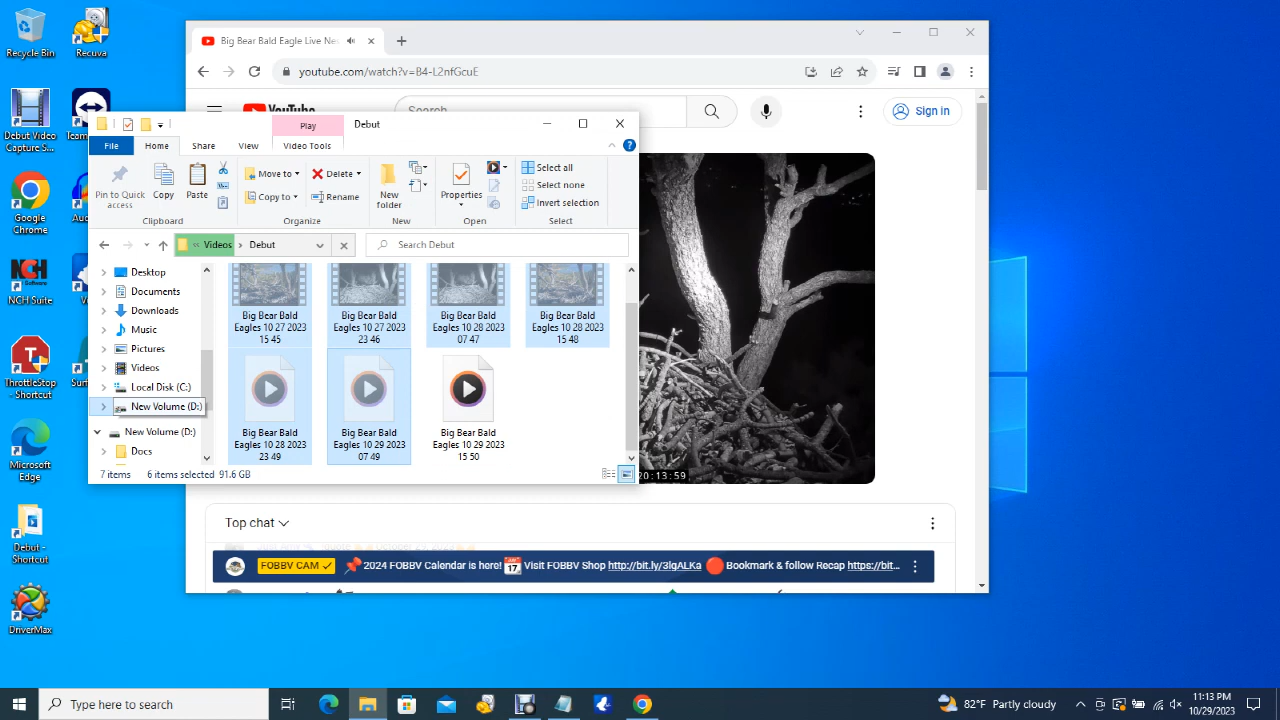 Recycle Bin
Recuva
Debut Video
Capture S...
Team
Google
Chrome
Aud
NCH Suite
V
ThrottleStop
- Shortcut
Surf
Microsoft
Edge
Debut -
Shortcut
DriverMax
Big Bear Bald Eagle Live Nes
youtube.com/watch?v=B4-L2nfGcuE
YouTube
Search
Sign in
Play
Debut
File
Home
Share
View
Video Tools
Pin to Quick
access
Copy
Paste
Clipboard
Move to
Copy to
Delete
Rename
Organize
New
folder
New
Properties
Open
Select all
Select none
Invert selection
Select
« Videos > Debut
Search Debut
Desktop
Documents
Downloads
Music
Pictures
Videos
Local Disk (C:)
New Volume (D:)
New Volume (D:)
Docs
Big Bear Bald
Eagles 10 27 2023
15 45
Big Bear Bald
Eagles 10 27 2023
23 46
Big Bear Bald
Eagles 10 28 2023
07 47
Big Bear Bald
Eagles 10 28 2023
15 48
Big Bear Bald
Eagles 10 28 2023
23 49
Big Bear Bald
Eagles 10 29 2023
07 49
Big Bear Bald
Eagles 10 29 2023
15 50
7 items 6 items selected 91.6 GB
20:13:59
Top chat
FOBBV CAM 2024 FOBBV Calendar is here! Visit FOBBV Shop http://bit.ly/3lgALKa Bookmark & follow Recap https://bit...
Type here to search
82°F Partly cloudy
11:13 PM
10/29/2023